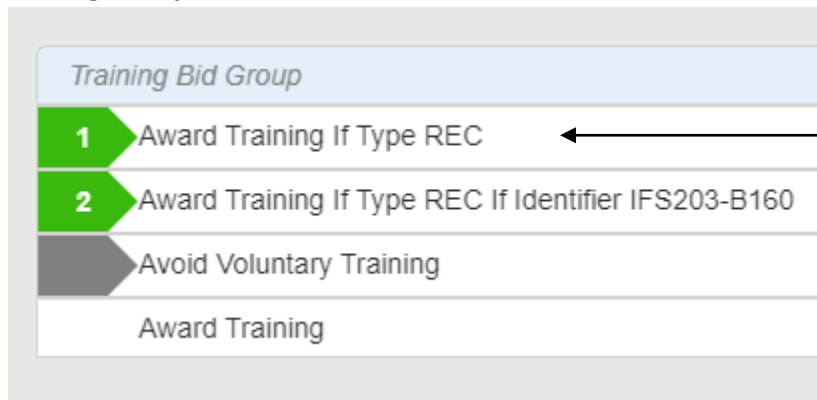 Training Bid Group
1 Award Training If Type REC
2 Award Training If Type REC If Identifier IFS203-B160
Avoid Voluntary Training
Award Training